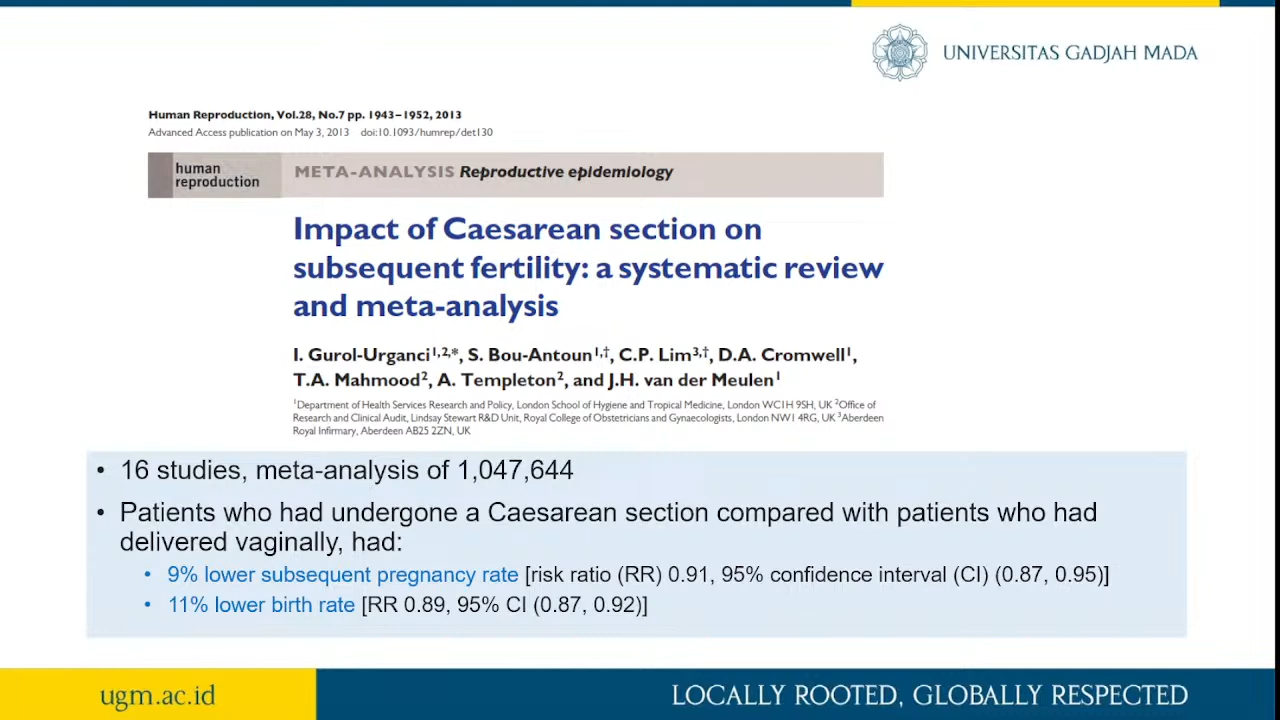 UNIVERSITAS GADJAH MADA
Human Reproduction, Vol.28, No.7 pp. 1943–1952, 2013
Advanced Access publication on May 3, 2013 doi:10.1093/humrep/det130
human
reproduction
META-ANALYSIS Reproductive epidemiology
Impact of Caesarean section on
subsequent fertility: a systematic review
and meta-analysis
I. Gurol-Urganci1,2,*, S. Bou-Antoun1,†, C.P. Lim3,†, D.A. Cromwell1,
T.A. Mahmood2, A. Templeton2, and J.H. van der Meulen1
1Department of Health Services Research and Policy, London School of Hygiene and Tropical Medicine, London WC1H 9SH, UK 2Office of
Research and Clinical Audit, Lindsay Stewart R&D Unit, Royal College of Obstetricians and Gynaecologists, London NW1 4RG, UK 3Aberdeen
Royal Infirmary, Aberdeen AB25 2ZN, UK
• 16 studies, meta-analysis of 1,047,644
• Patients who had undergone a Caesarean section compared with patients who had
delivered vaginally, had:
• 9% lower subsequent pregnancy rate [risk ratio (RR) 0.91, 95% confidence interval (CI) (0.87, 0.95)]
• 11% lower birth rate [RR 0.89, 95% CI (0.87, 0.92)]
ugm.ac.id
LOCALLY ROOTED, GLOBALLY RESPECTED